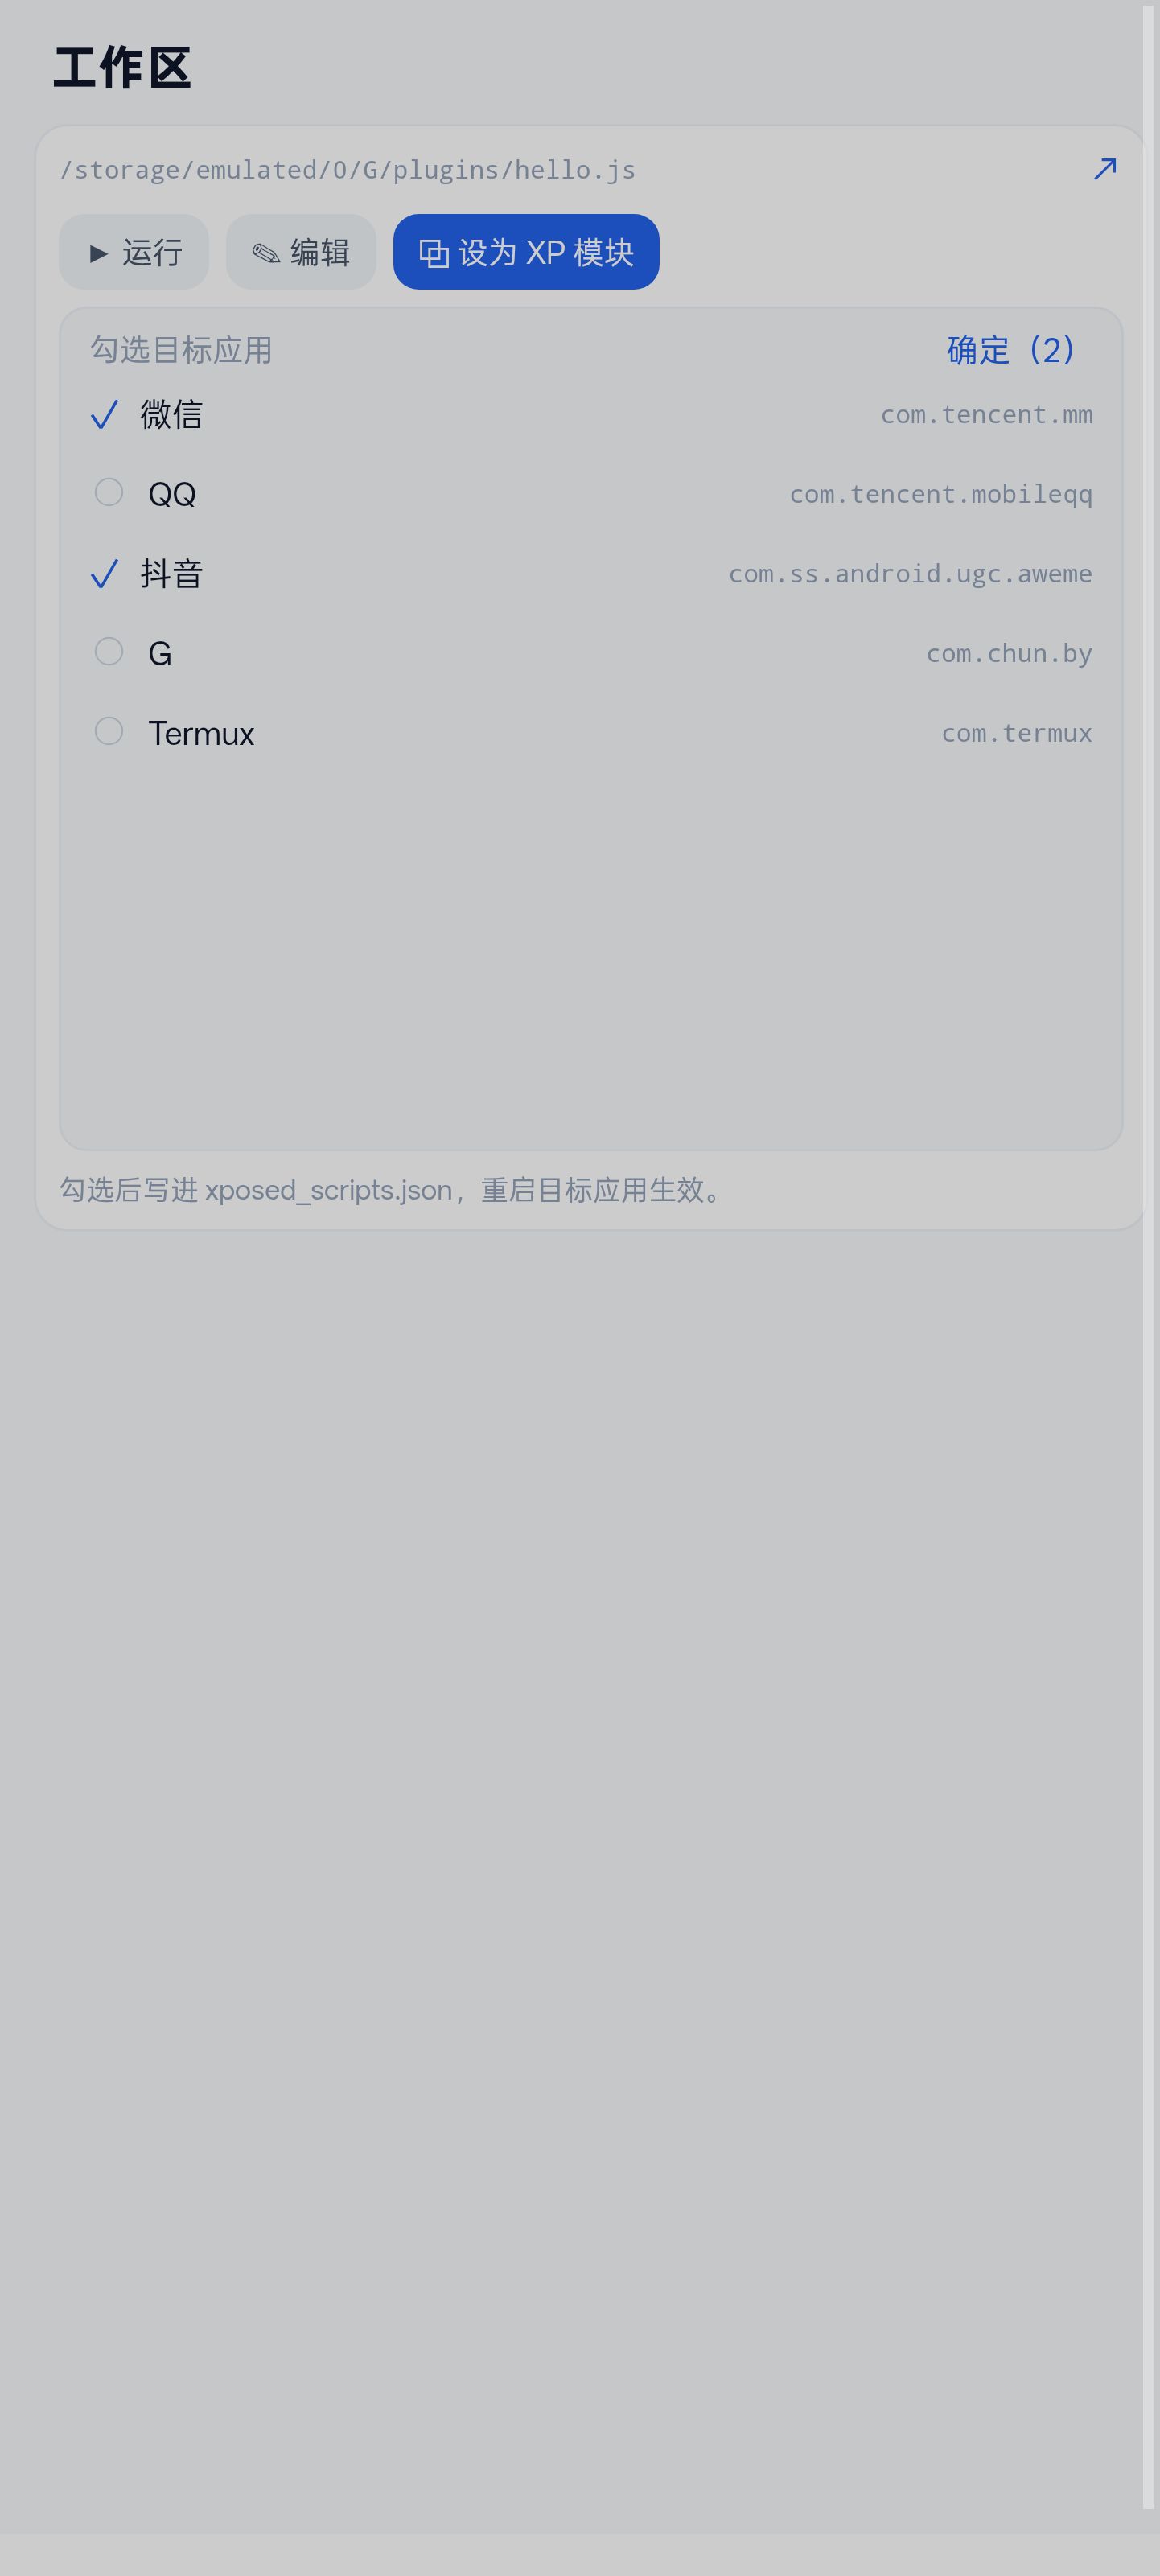 工作区
/storage/emulated/0/G/plugins/hello.js
运行 编辑 设为 XP 模块
勾选目标应用 确定（2）
微信 com.tencent.mm
QQ com.tencent.mobileqq
抖音 com.ss.android.ugc.aweme
G com.chun.by
Termux com.termux
勾选后写进 xposed_scripts.json，重启目标应用生效。